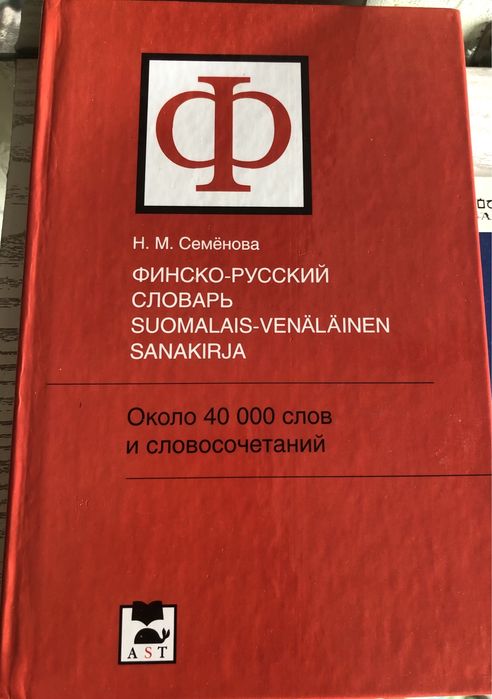 Ф
Н. М. Семёнова
ФИНСКО-РУССКИЙ
СЛОВАРЬ
SUOMALAIS-VENÄLÄINEN
SANAKIRJA
Около 40 000 слов
и словосочетаний
AST